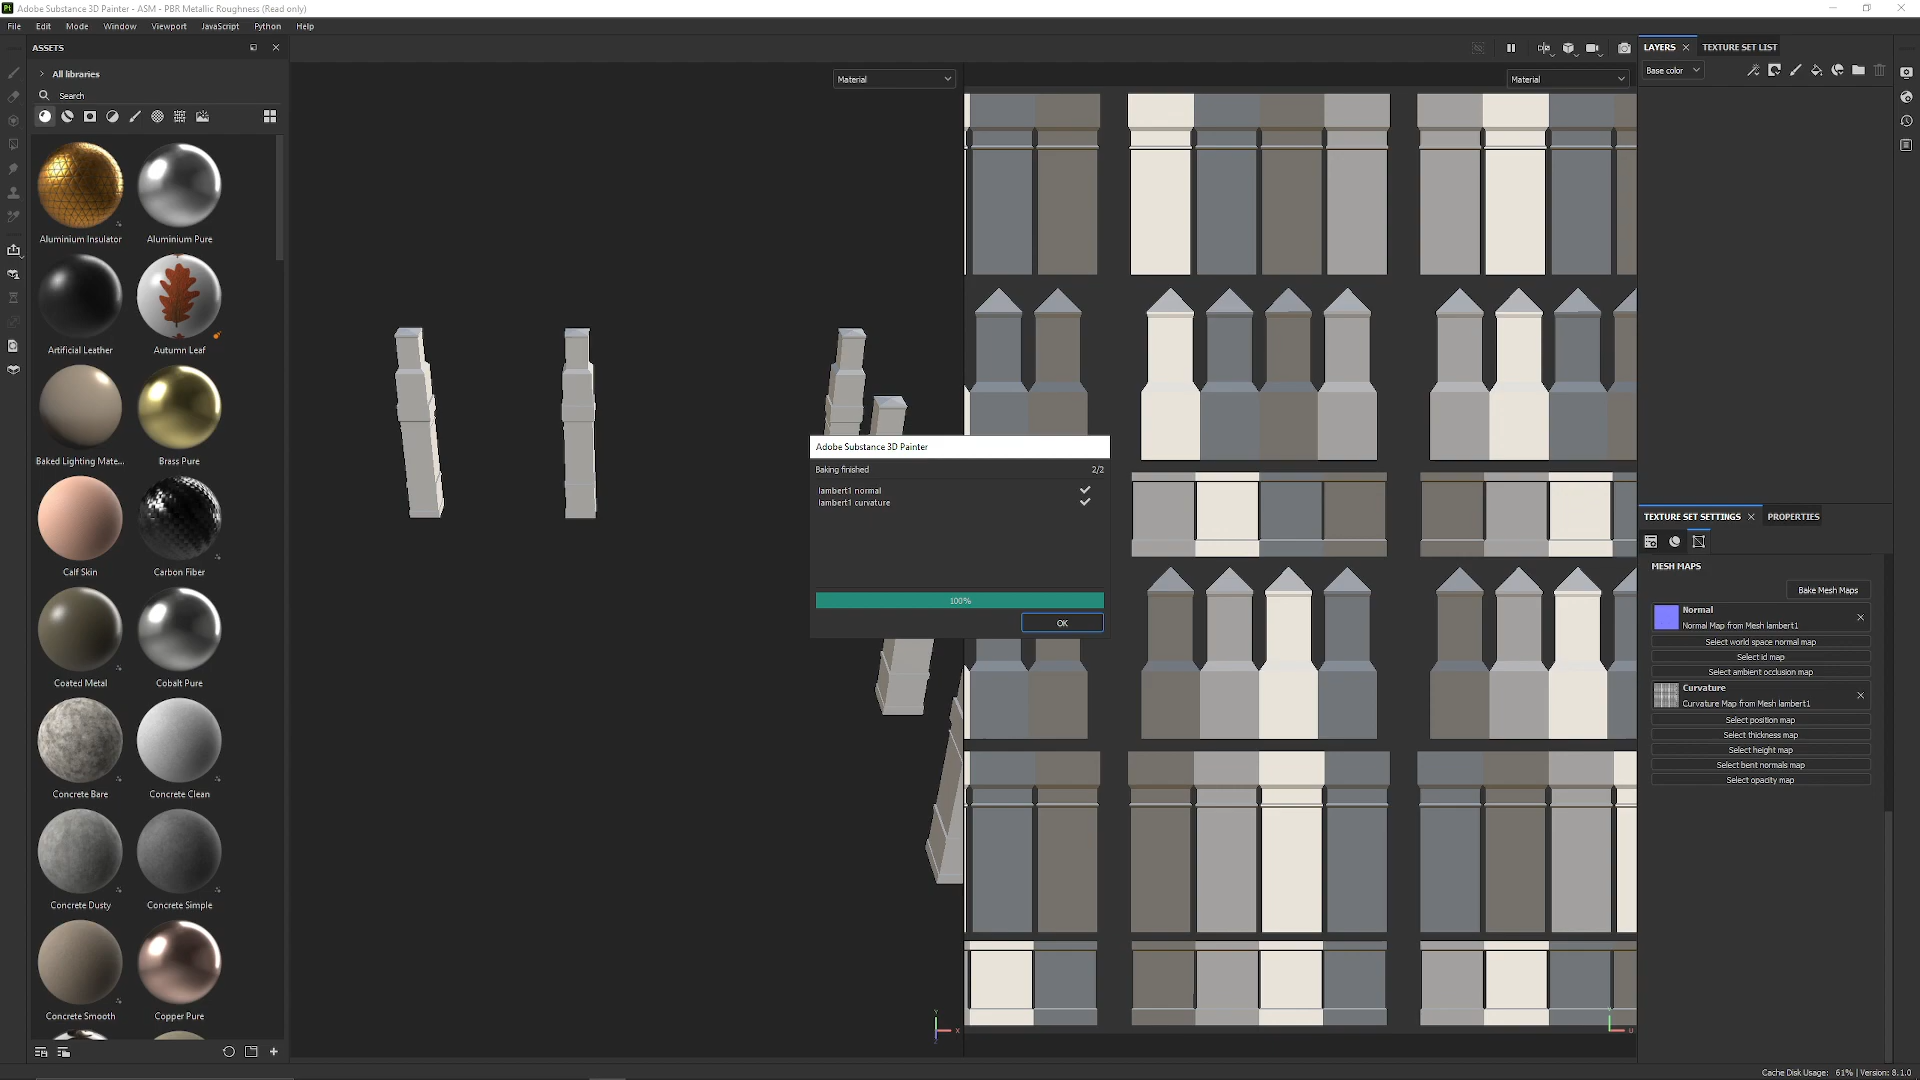 Adobe Substance 3D Painter - ASM - PBR Metallic Roughness (Read only)
File Edit Mode Window Viewport JavaScript Python Help
ASSETS
All libraries
Search
Aluminium Insulator
Aluminium Pure
Artificial Leather
Autumn Leaf
Baked Lighting Mate...
Brass Pure
Calf Skin
Carbon Fiber
Coated Metal
Cobalt Pure
Concrete Bare
Concrete Clean
Concrete Dusty
Concrete Simple
Concrete Smooth
Copper Pure
Material
Material
Y
X
U
Adobe Substance 3D Painter
Baking finished 2/2
lambert1 normal
lambert1 curvature
100%
OK
LAYERS
TEXTURE SET LIST
Base color
TEXTURE SET SETTINGS
PROPERTIES
MESH MAPS
Bake Mesh Maps
Normal
Normal Map from Mesh lambert1
Select world space normal map
Select id map
Select ambient occlusion map
Curvature
Curvature Map from Mesh lambert1
Select position map
Select thickness map
Select height map
Select bent normals map
Select opacity map
Cache Disk Usage: 61% | Version: 8.1.0